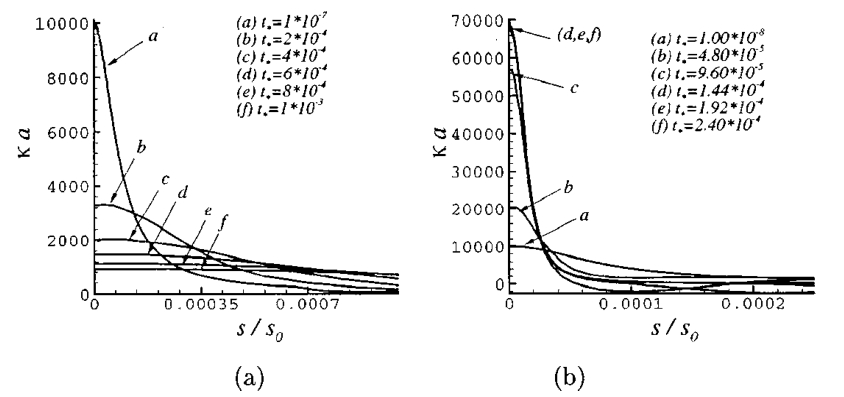 10000
8000
6000
4000
2000
0
κ a
0
0.00035
0.0007
s / s₀
a
b
c
d
e
f
(a) t*=1*10⁻⁷
(b) t*=2*10⁻⁴
(c) t*=4*10⁻⁴
(d) t*=6*10⁻⁴
(e) t*=8*10⁻⁴
(f) t*=1*10⁻³
(a)
70000
60000
50000
40000
30000
20000
10000
0
κ a
0
0.0001
0.0002
s / s₀
(d,e,f)
c
b
a
(a) t*=1.00*10⁻⁸
(b) t*=4.80*10⁻⁵
(c) t*=9.60*10⁻⁵
(d) t*=1.44*10⁻⁴
(e) t*=1.92*10⁻⁴
(f) t*=2.40*10⁻⁴
(b)